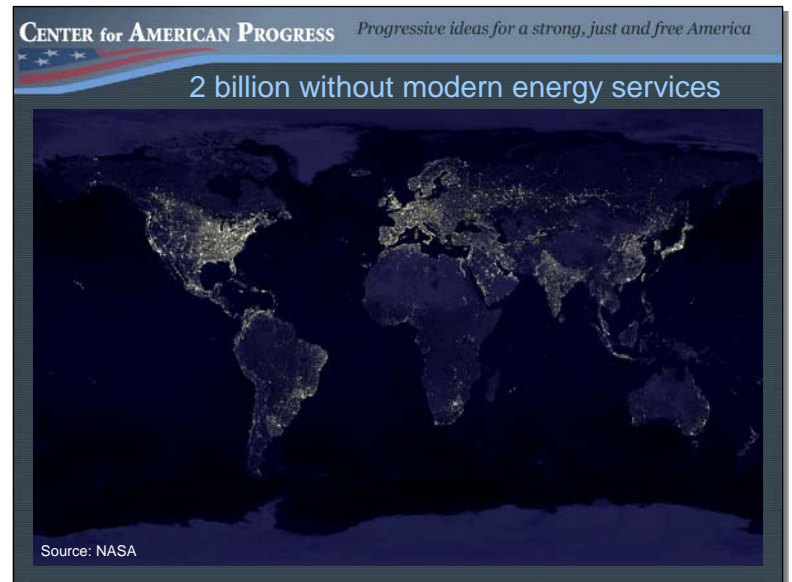 CENTER for AMERICAN PROGRESS Progressive ideas for a strong, just and free America
2 billion without modern energy services
Source: NASA